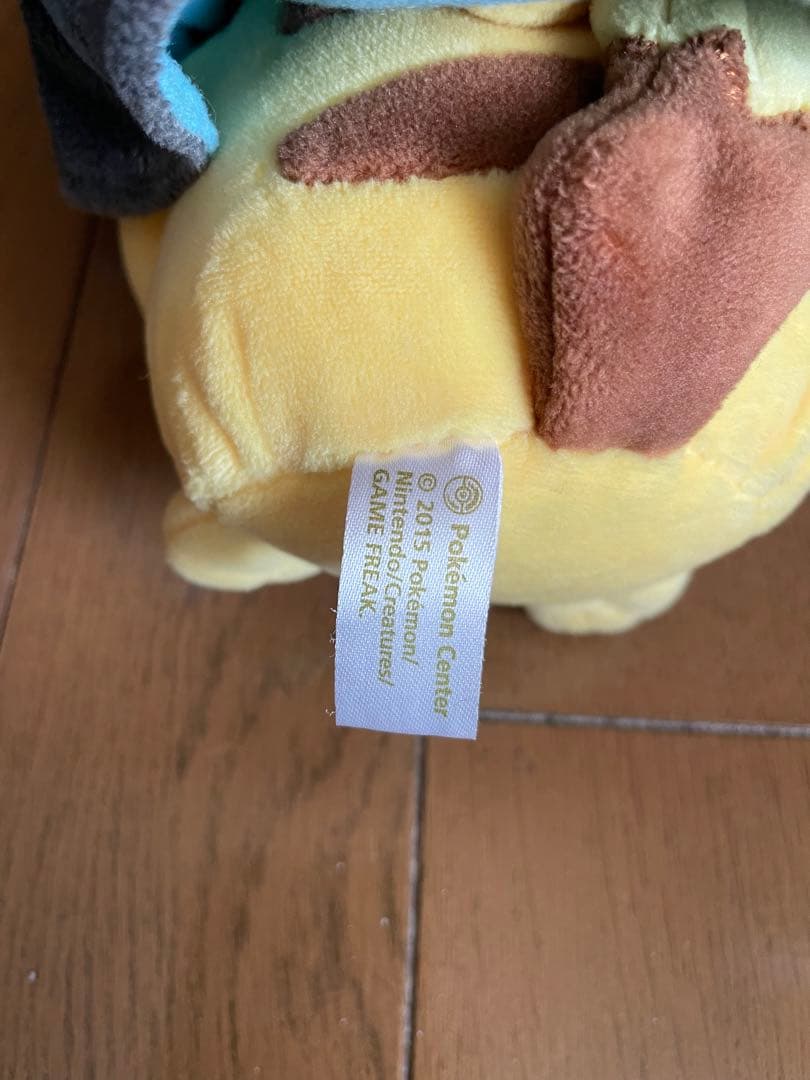 Pokémon Center
© 2015 Pokémon/
Nintendo/Creatures/
GAME FREAK.